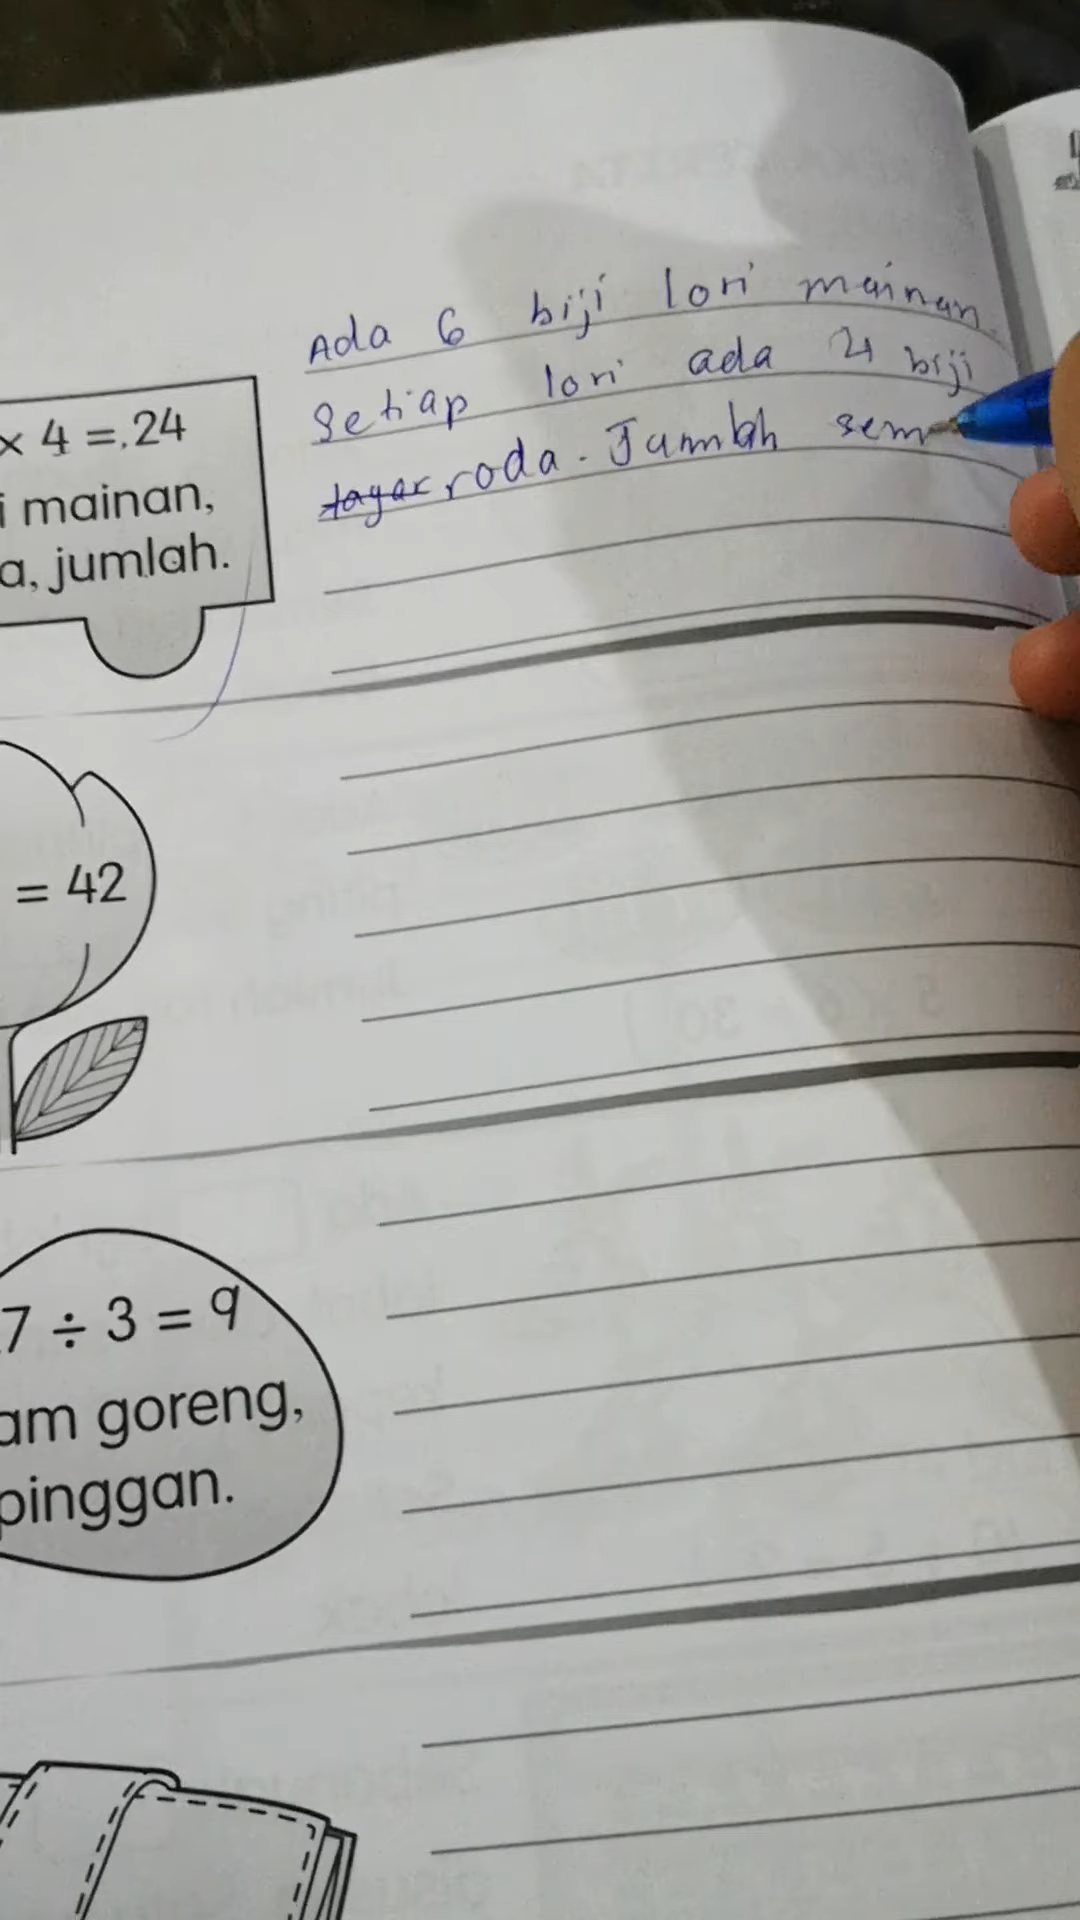 Ada 6 biji lori mainan.
Setiap lori ada 4 biji
tayar roda. Jumlah sem
× 4 = 24
i mainan,
a, jumlah.
= 42
7 ÷ 3 = 9
am goreng,
pinggan.